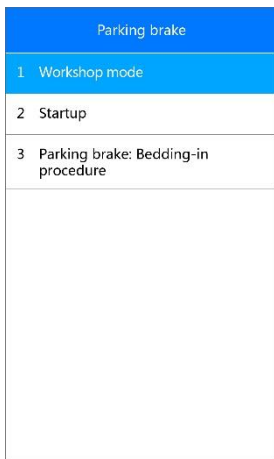 Parking brake
1 Workshop mode
2 Startup
3 Parking brake: Bedding-in
procedure